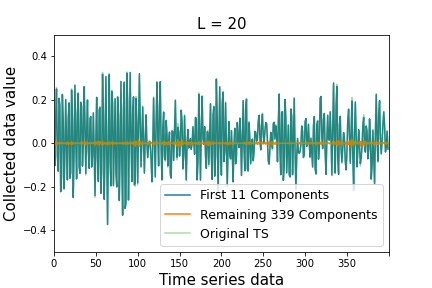 L = 20
Collected data value
0.4
0.2
0.0
−0.2
−0.4
First 11 Components
Remaining 339 Components
Original TS
0 50 100 150 200 250 300 350
Time series data